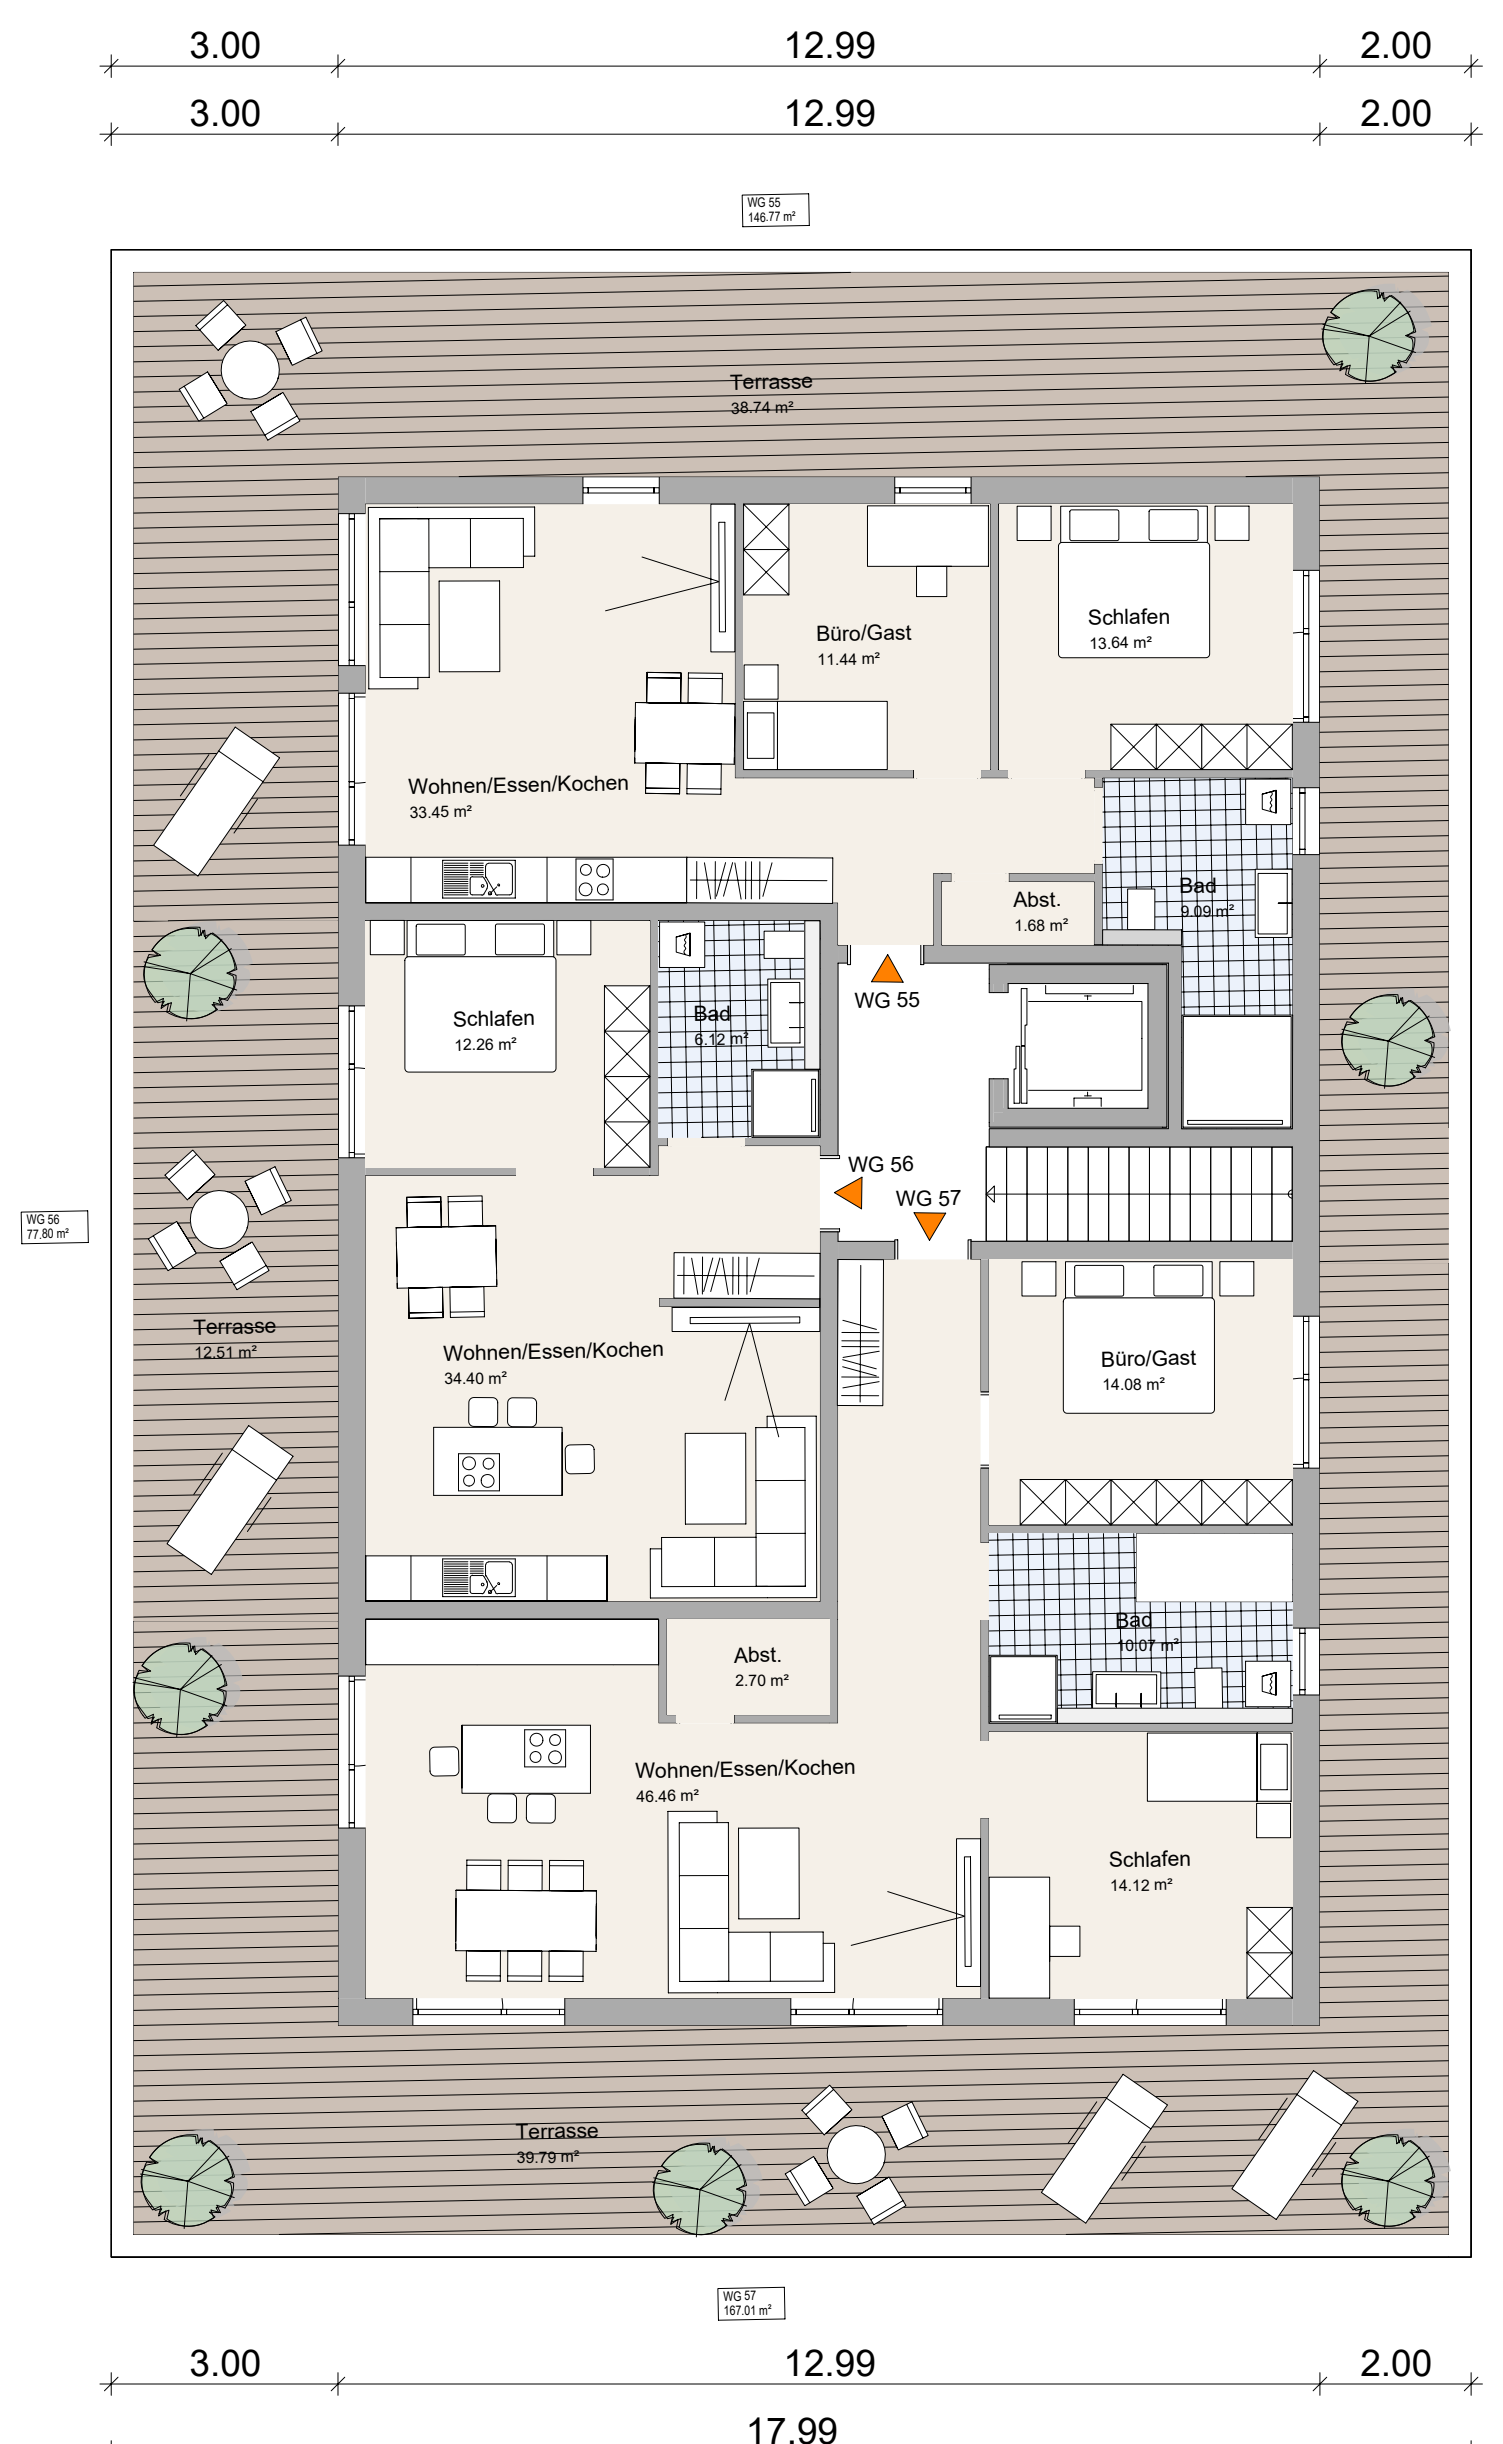 3.00
12.99
2.00
3.00
12.99
2.00
WG 55
146.77 m²
Terrasse
38.74 m²
Büro/Gast
11.44 m²
Schlafen
13.64 m²
Wohnen/Essen/Kochen
33.45 m²
Bad
9.09 m²
Abst.
1.68 m²
WG 55
Schlafen
12.26 m²
Bad
6.12 m²
WG 56
WG 57
WG 56
77.80 m²
Terrasse
12.51 m²
Wohnen/Essen/Kochen
34.40 m²
Büro/Gast
14.08 m²
Bad
10.07 m²
Abst.
2.70 m²
Wohnen/Essen/Kochen
46.46 m²
Schlafen
14.12 m²
Terrasse
39.79 m²
WG 57
167.01 m²
3.00
12.99
2.00
17.99